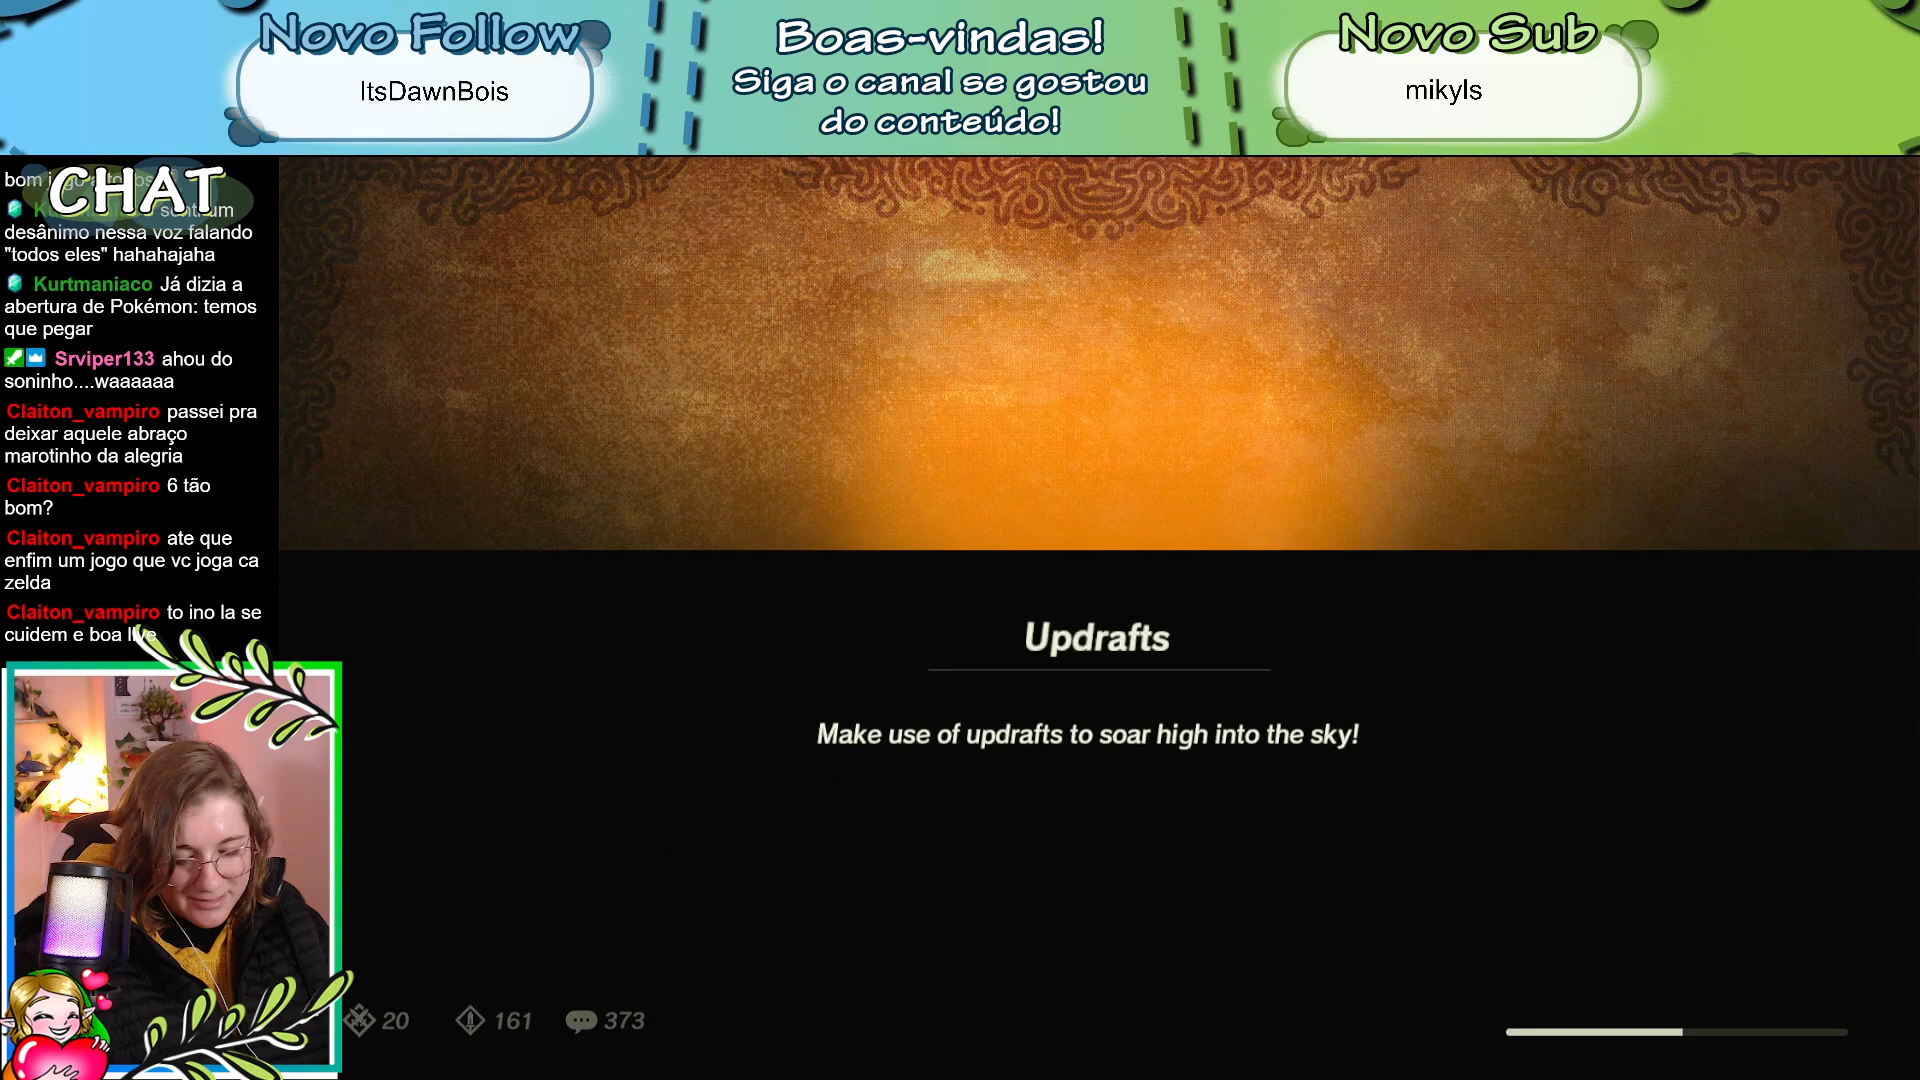 Novo Follow
ItsDawnBois
Boas-vindas!
Siga o canal se gostou
do conteúdo!
Novo Sub
mikyls
CHAT
bom
um
desânimo nessa voz falando
"todos eles" hahahajaha
Kurtmaniaco Já dizia a
abertura de Pokémon: temos
que pegar
Srviper133 ahou do
soninho....waaaaaa
Claiton_vampiro passei pra
deixar aquele abraço
marotinho da alegria
Claiton_vampiro 6 tão
bom?
Claiton_vampiro ate que
enfim um jogo que vc joga ca
zelda
Claiton_vampiro to ino la se
cuidem e boa live
Updrafts
Make use of updrafts to soar high into the sky!
20
161
373